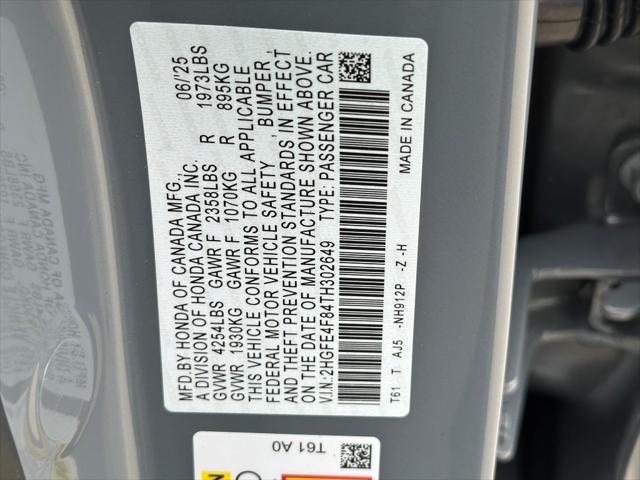 MFD.BY HONDA OF CANADA MFG., 06/'25
A DIVISION OF HONDA CANADA INC.
GVWR 4254LBS GAWR F 2358LBS R 1973LBS
GVWR 1930KG GAWR F 1070KG R 895KG
THIS VEHICLE CONFORMS TO ALL APPLICABLE
FEDERAL MOTOR VEHICLE SAFETY, BUMPER,
AND THEFT PREVENTION STANDARDS IN EFFECT
ON THE DATE OF MANUFACTURE SHOWN ABOVE.
V.I.N.:2HGFE4F84TH302649 TYPE: PASSENGER CAR
T61 T AJ5 -NH912P -Z -H MADE IN CANADA
T61 A0